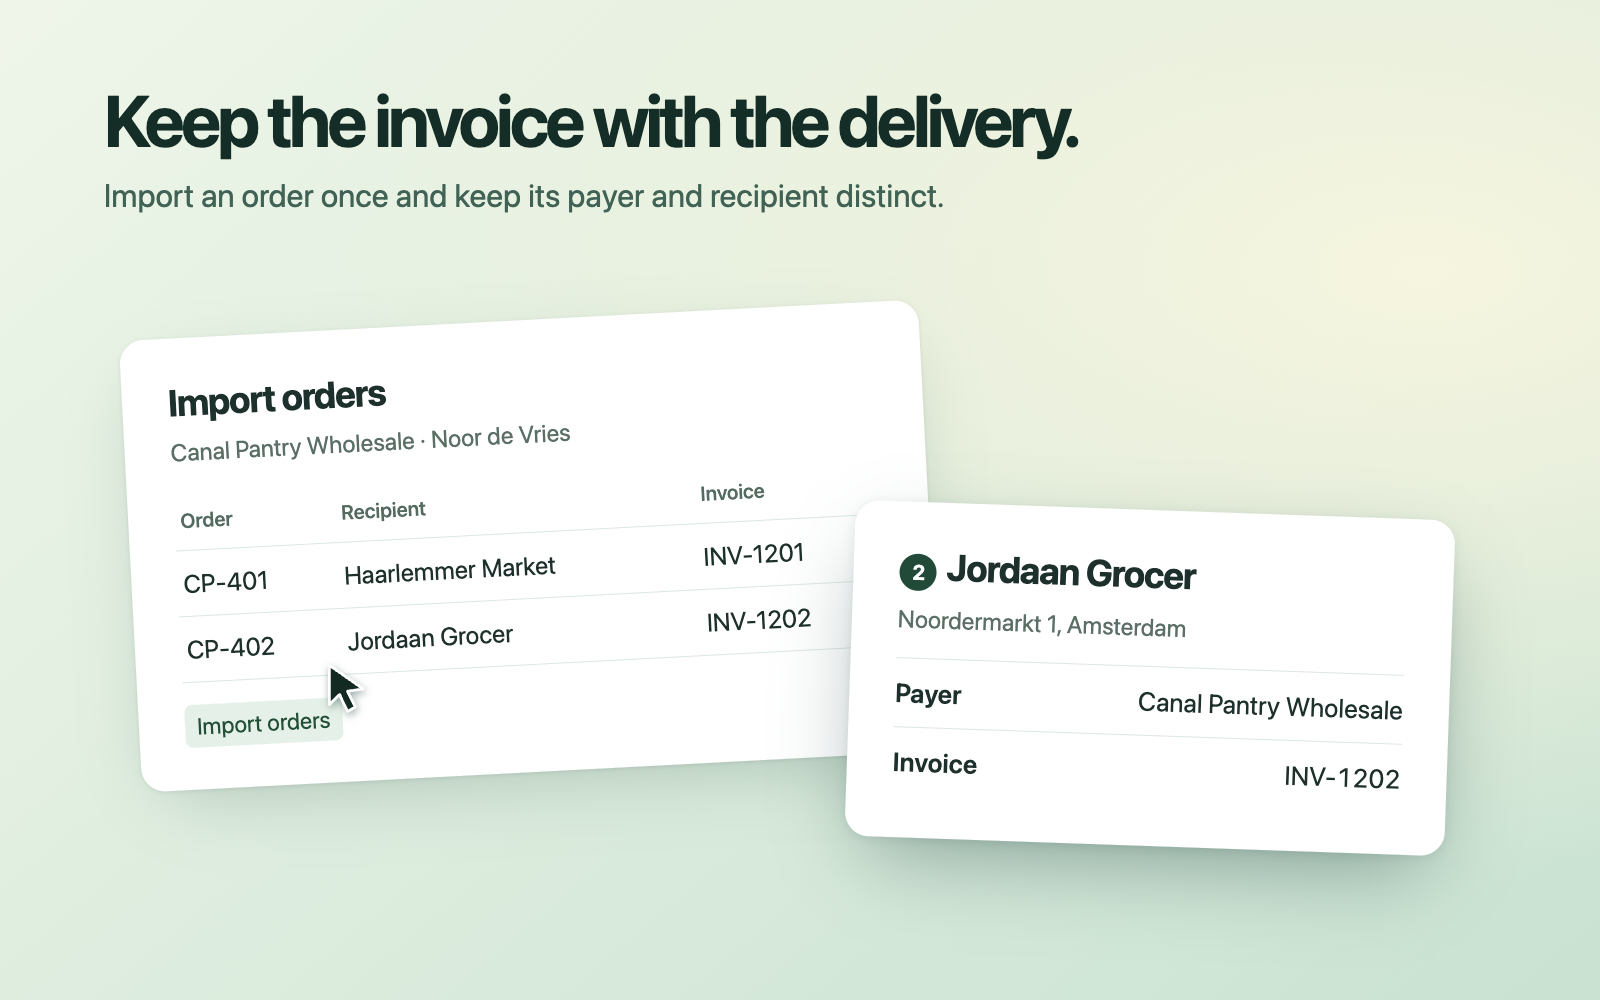 Keep the invoice with the delivery.
Import an order once and keep its payer and recipient distinct.
Import orders
Canal Pantry Wholesale · Noor de Vries
Order Recipient Invoice
CP-401 Haarlemmer Market INV-1201
CP-402 Jordaan Grocer INV-1202
Import orders
2 Jordaan Grocer
Noordermarkt 1, Amsterdam
Payer Canal Pantry Wholesale
Invoice INV-1202